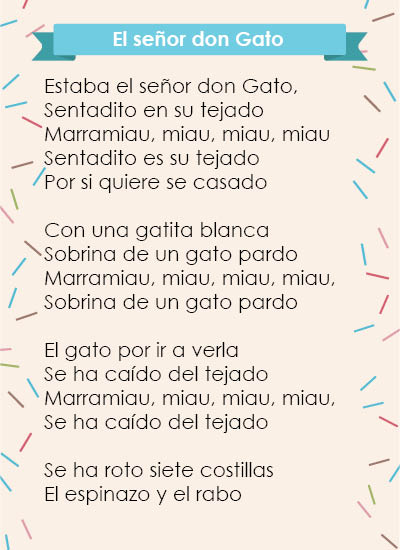 El señor don Gato
Estaba el señor don Gato,
Sentadito en su tejado
Marramiau, miau, miau, miau
Sentadito es su tejado
Por si quiere se casado
Con una gatita blanca
Sobrina de un gato pardo
Marramiau, miau, miau, miau,
Sobrina de un gato pardo
El gato por ir a verla
Se ha caído del tejado
Marramiau, miau, miau, miau,
Se ha caído del tejado
Se ha roto siete costillas
El espinazo y el rabo